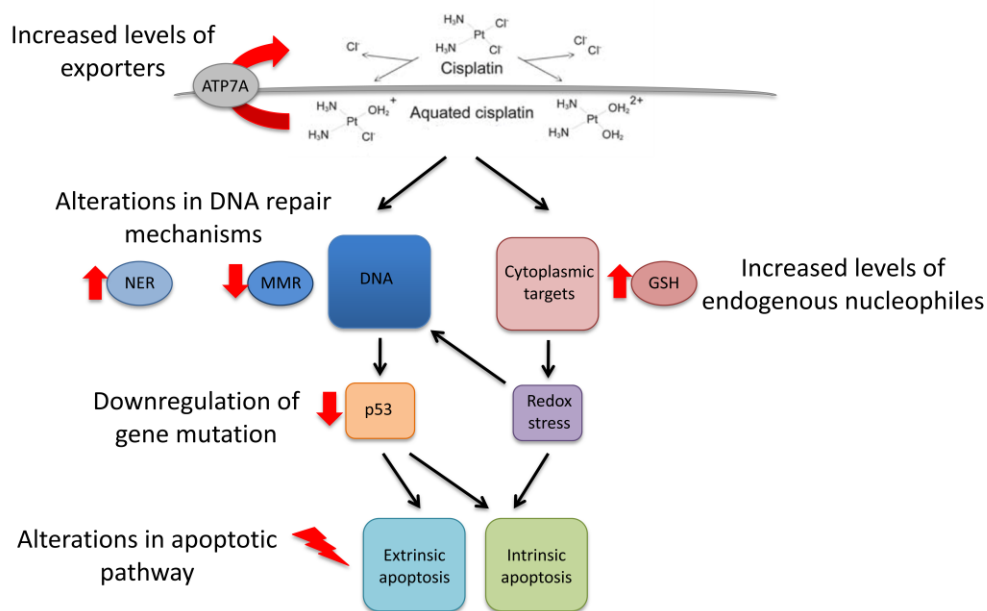 Increased levels of
exporters
ATP7A
H₃N Cl⁻
Pt
H₃N Cl⁻
Cl⁻
Cl⁻
Cl⁻
Cisplatin
H₃N OH₂ +
Pt
H₃N Cl⁻
Aquated cisplatin
H₃N OH₂ 2+
Pt
H₃N OH₂
Alterations in DNA repair
mechanisms
NER
MMR
DNA
Cytoplasmic
targets
GSH
Increased levels of
endogenous nucleophiles
Downregulation of
gene mutation
p53
Redox
stress
Alterations in apoptotic
pathway
Extrinsic
apoptosis
Intrinsic
apoptosis